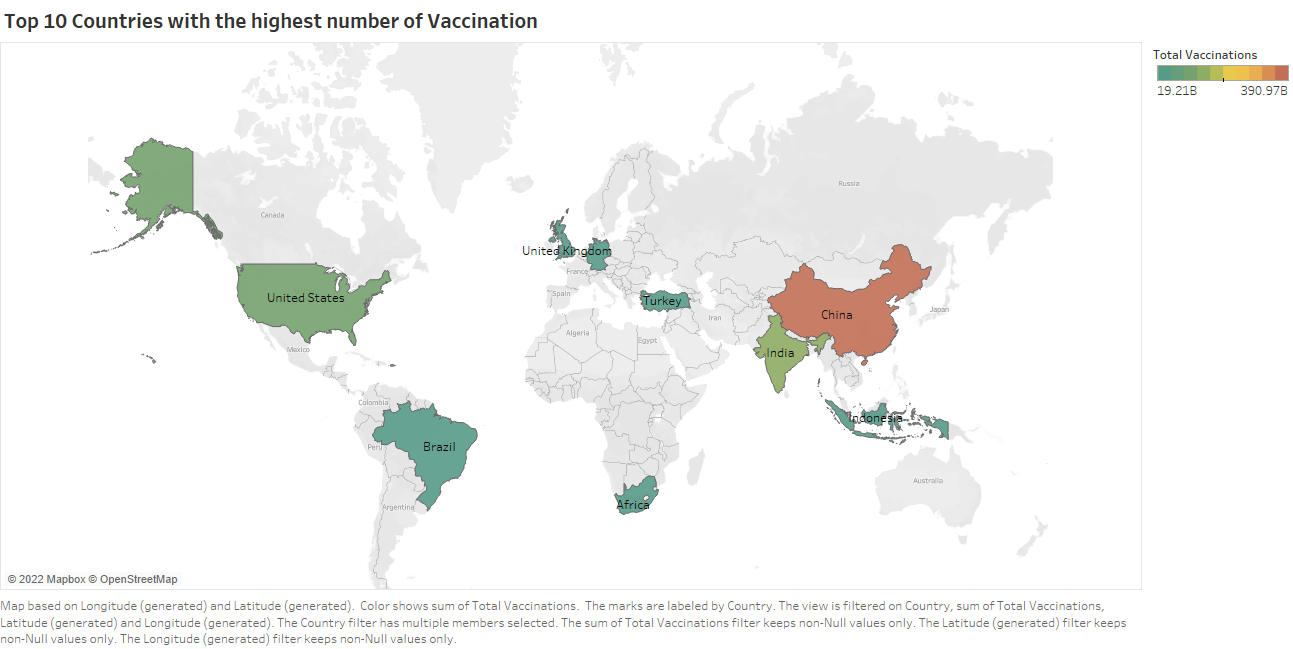 Top 10 Countries with the highest number of Vaccination
Total Vaccinations
19.21B 390.97B
Russia
Canada
United Kingdom
France
United States
Spain
Turkey
China
Japan
Iran
Algeria
Egypt
Mexico
India
Colombia
Indonesia
Brazil
Peru
Australia
Argentina
Africa
© 2022 Mapbox © OpenStreetMap
Map based on Longitude (generated) and Latitude (generated). Color shows sum of Total Vaccinations. The marks are labeled by Country. The view is filtered on Country, sum of Total Vaccinations,
Latitude (generated) and Longitude (generated). The Country filter has multiple members selected. The sum of Total Vaccinations filter keeps non-Null values only. The Latitude (generated) filter keeps
non-Null values only. The Longitude (generated) filter keeps non-Null values only.